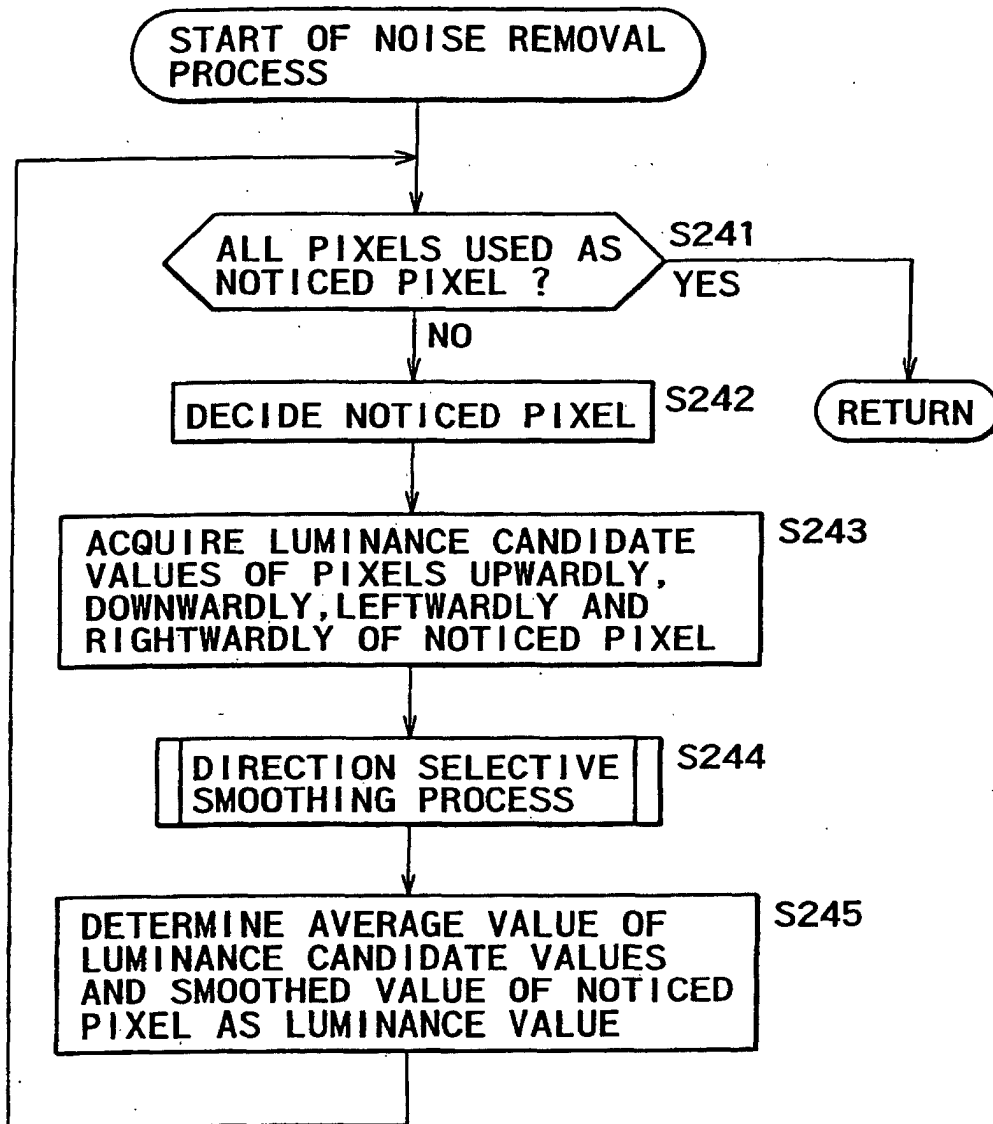 START OF NOISE REMOVAL
PROCESS
ALL PIXELS USED AS
NOTICED PIXEL ?
S241
YES
NO
DECIDE NOTICED PIXEL
S242
RETURN
ACQUIRE LUMINANCE CANDIDATE
VALUES OF PIXELS UPWARDLY,
DOWNWARDLY, LEFTWARDLY AND
RIGHTWARDLY OF NOTICED PIXEL
S243
DIRECTION SELECTIVE
SMOOTHING PROCESS
S244
DETERMINE AVERAGE VALUE OF
LUMINANCE CANDIDATE VALUES
AND SMOOTHED VALUE OF NOTICED
PIXEL AS LUMINANCE VALUE
S245